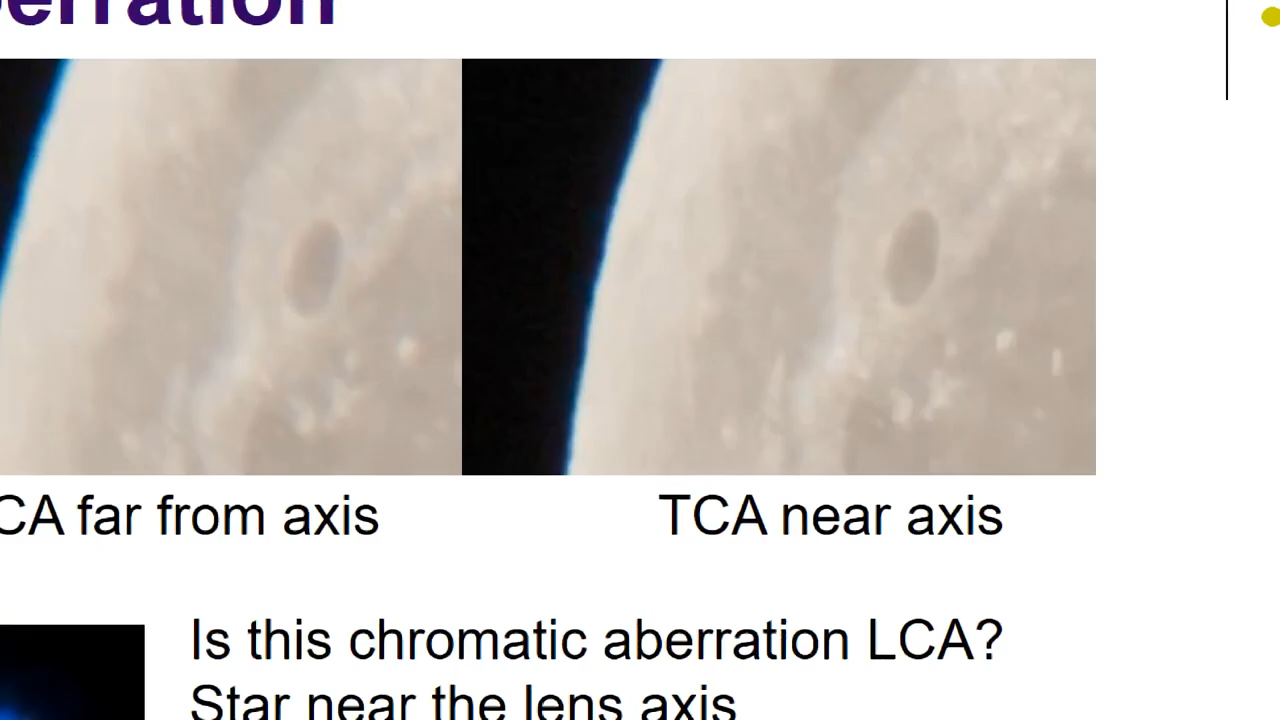 CA far from axis
TCA near axis
Is this chromatic aberration LCA?
Star near the lens axis